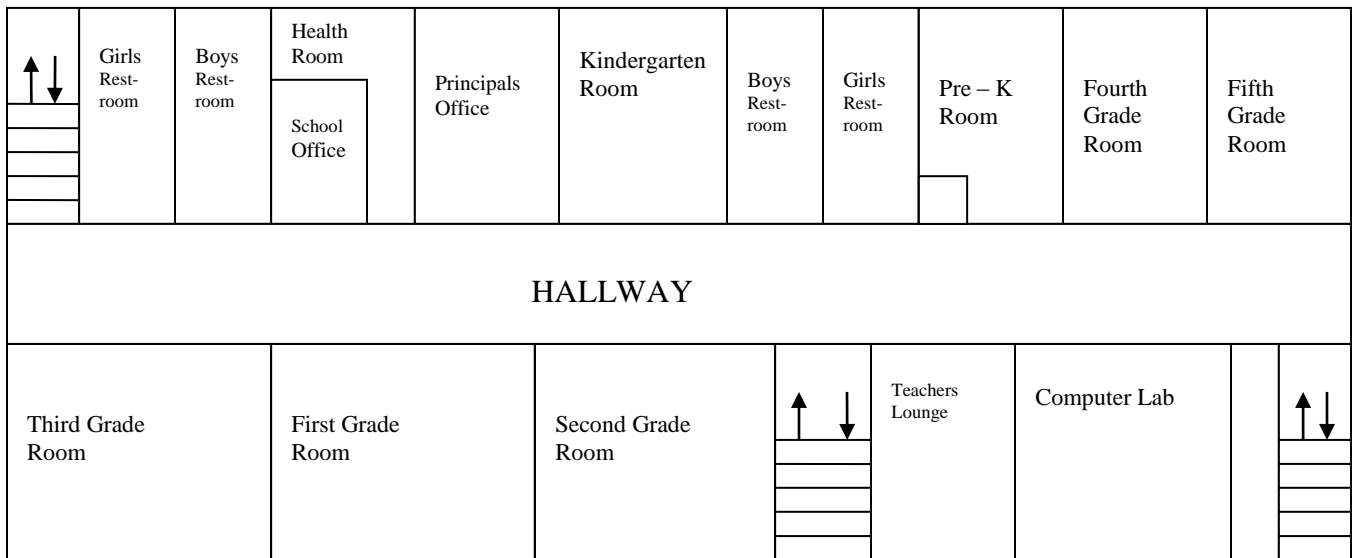 Girls
Rest-
room
Boys
Rest-
room
Health
Room
School
Office
Principals
Office
Kindergarten
Room
Boys
Rest-
room
Girls
Rest-
room
Pre – K
Room
Fourth
Grade
Room
Fifth
Grade
Room
HALLWAY
Third Grade
Room
First Grade
Room
Second Grade
Room
Teachers
Lounge
Computer Lab